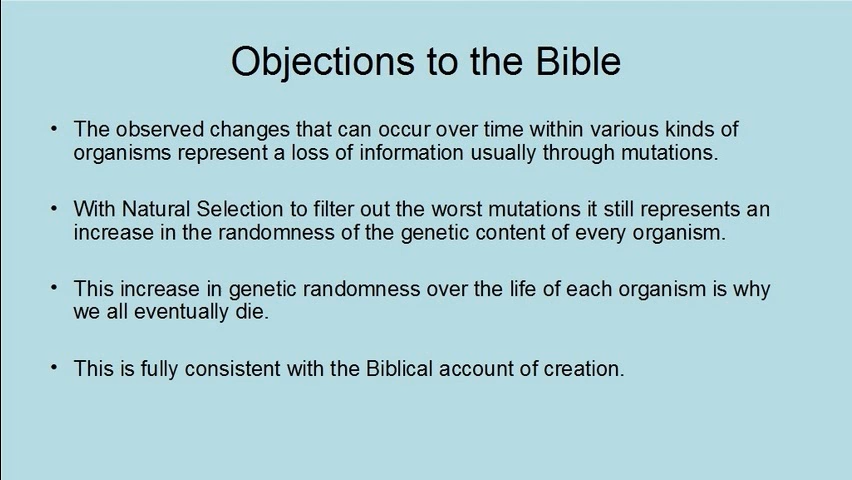 Objections to the Bible
• The observed changes that can occur over time within various kinds of
organisms represent a loss of information usually through mutations.
• With Natural Selection to filter out the worst mutations it still represents an
increase in the randomness of the genetic content of every organism.
• This increase in genetic randomness over the life of each organism is why
we all eventually die.
• This is fully consistent with the Biblical account of creation.